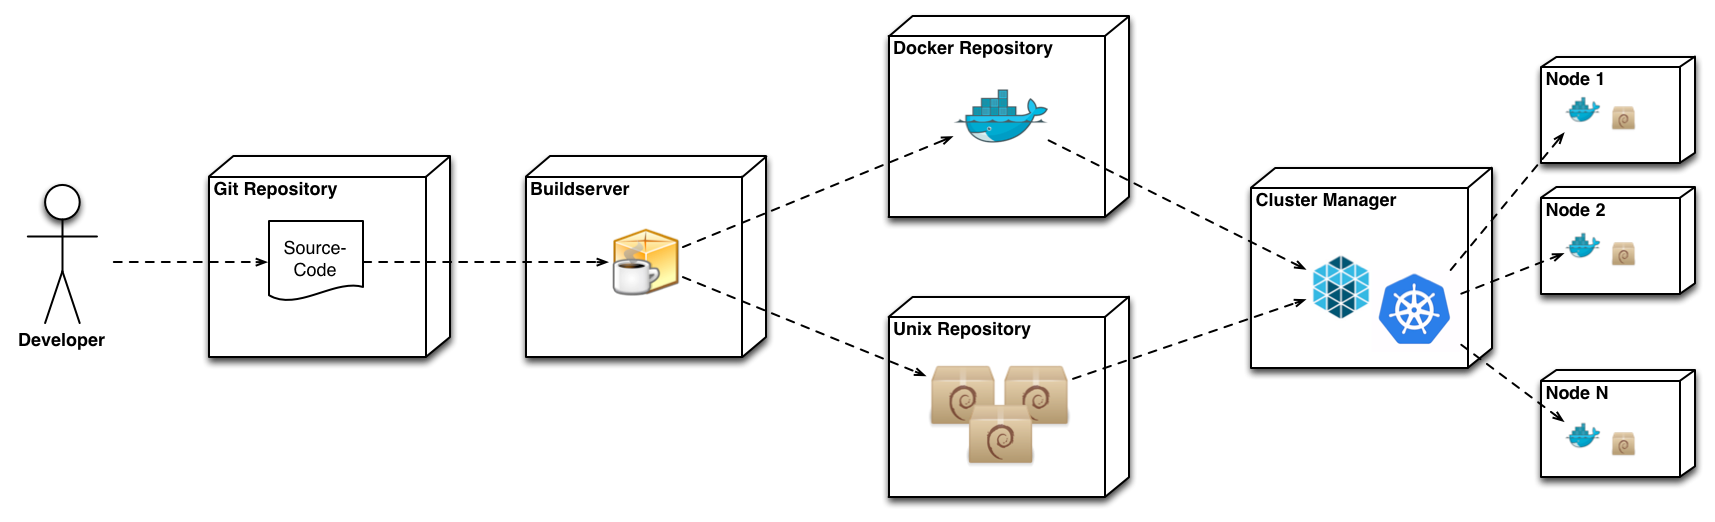 Developer
Git Repository
Source-
Code
Buildserver
Docker Repository
Unix Repository
Cluster Manager
Node 1
Node 2
Node N